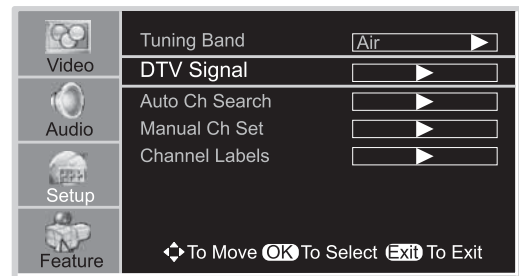 Video
Audio
Setup
Feature
Tuning Band Air
DTV Signal
Auto Ch Search
Manual Ch Set
Channel Labels
To Move OK To Select Exit To Exit